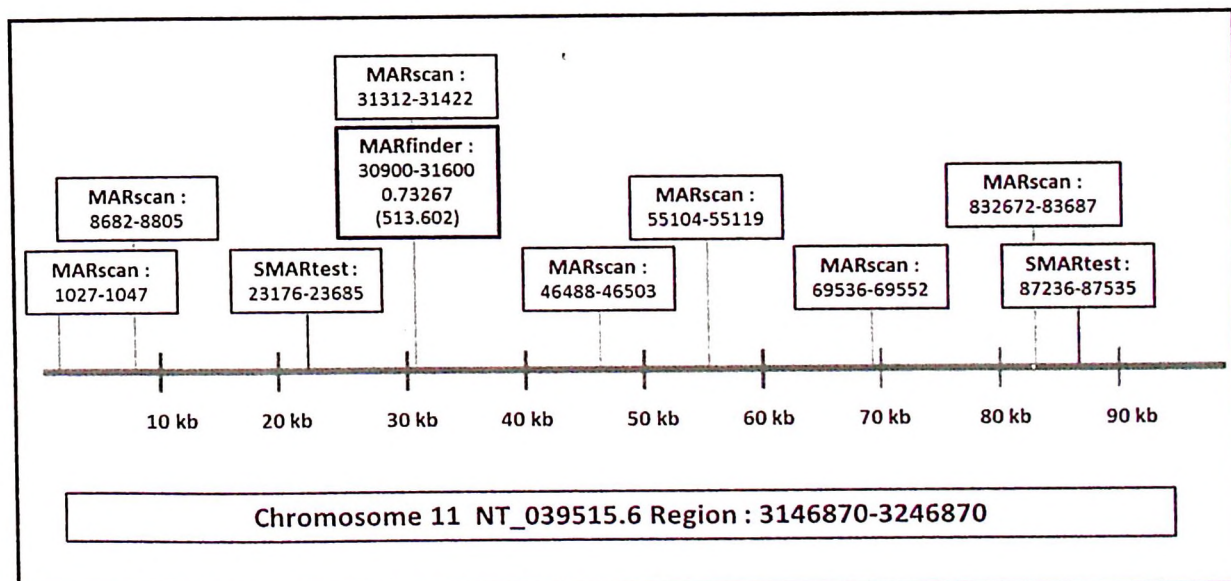 MARscan :
31312-31422
MARfinder :
30900-31600
0.73267
(513.602)
MARscan :
8682-8805
MARscan :
55104-55119
MARscan :
832672-83687
MARscan :
1027-1047
SMARtest:
23176-23685
MARscan :
46488-46503
MARscan :
69536-69552
SMARtest:
87236-87535
10 kb
20 kb
30 kb
40 kb
50 kb
60 kb
70 kb
80 kb
90 kb
Chromosome 11 NT_039515.6 Region : 3146870-3246870